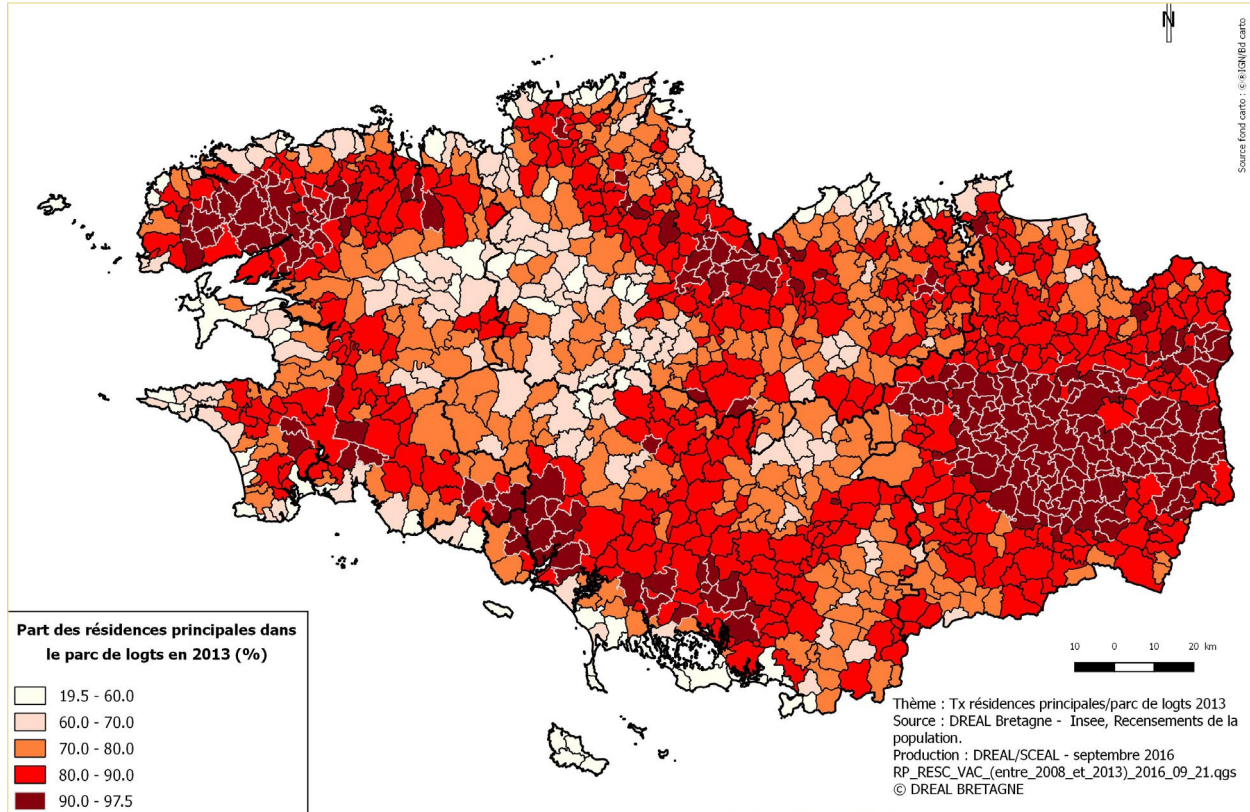 N
Source fond carto : ©®IGN/Bd carto
Part des résidences principales dans
le parc de logts en 2013 (%)
19.5 - 60.0
60.0 - 70.0
70.0 - 80.0
80.0 - 90.0
90.0 - 97.5
10 0 10 20 km
Thème : Tx résidences principales/parc de logts 2013
Source : DREAL Bretagne - Insee, Recensements de la
population.
Production : DREAL/SCEAL - septembre 2016
RP_RESC_VAC_(entre_2008_et_2013)_2016_09_21.qgs
© DREAL BRETAGNE